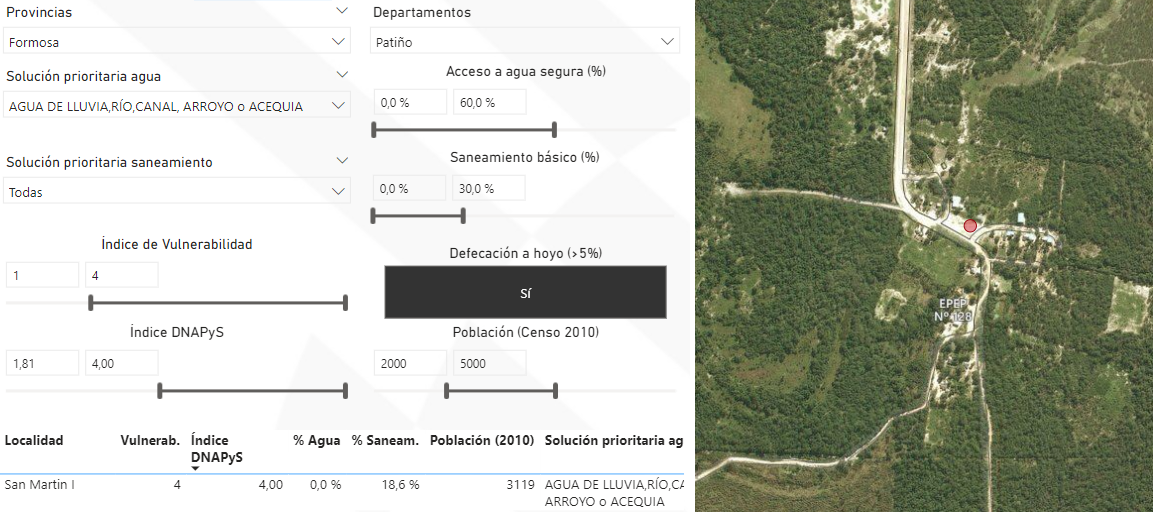 Provincias
Formosa
Departamentos
Patiño
Solución prioritaria agua
AGUA DE LLUVIA,RÍO,CANAL, ARROYO o ACEQUIA
Acceso a agua segura (%)
0,0 % 60,0 %
Solución prioritaria saneamiento
Todas
Saneamiento básico (%)
0,0 % 30,0 %
Índice de Vulnerabilidad
1 4
Defecación a hoyo (>5%)
Sí
Índice DNAPyS
1,81 4,00
Población (Censo 2010)
2000 5000
Localidad Vulnerab. Índice % Agua % Saneam. Población (2010) Solución prioritaria ag
DNAPyS
San Martin I 4 4,00 0,0 % 18,6 % 3119 AGUA DE LLUVIA,RÍO,CA
ARROYO o ACEQUIA
EPEP
Nº 128